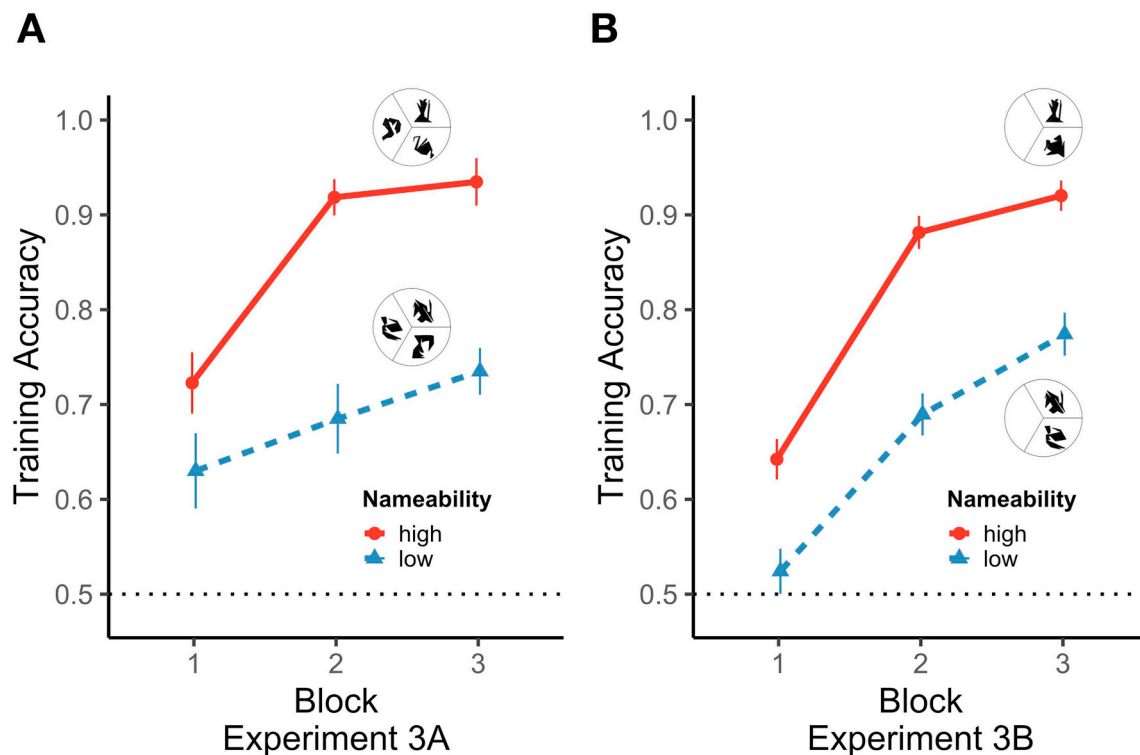 A
Training Accuracy
1.0
0.9
0.8
0.7
0.6
0.5
Nameability
high
low
1 2 3
Block
Experiment 3A
B
Training Accuracy
1.0
0.9
0.8
0.7
0.6
0.5
Nameability
high
low
1 2 3
Block
Experiment 3B